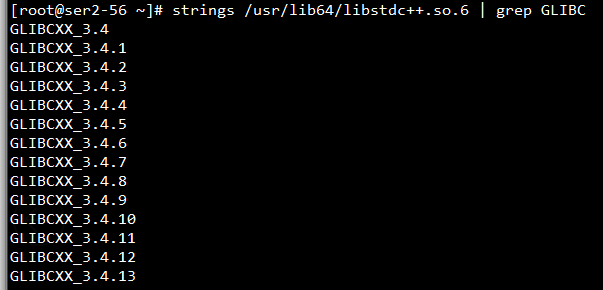 [root@ser2-56 ~]# strings /usr/lib64/libstdc++.so.6 | grep GLIBC
GLIBCXX_3.4
GLIBCXX_3.4.1
GLIBCXX_3.4.2
GLIBCXX_3.4.3
GLIBCXX_3.4.4
GLIBCXX_3.4.5
GLIBCXX_3.4.6
GLIBCXX_3.4.7
GLIBCXX_3.4.8
GLIBCXX_3.4.9
GLIBCXX_3.4.10
GLIBCXX_3.4.11
GLIBCXX_3.4.12
GLIBCXX_3.4.13